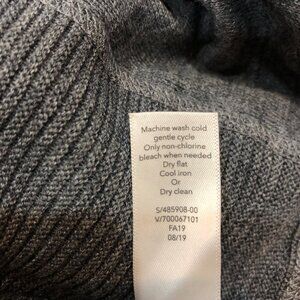 Machine wash cold
gentle cycle
Only non-chlorine
bleach when needed
Dry flat
Cool iron
Or
Dry clean
S/485908-00
V/700067101
FA19
08/19